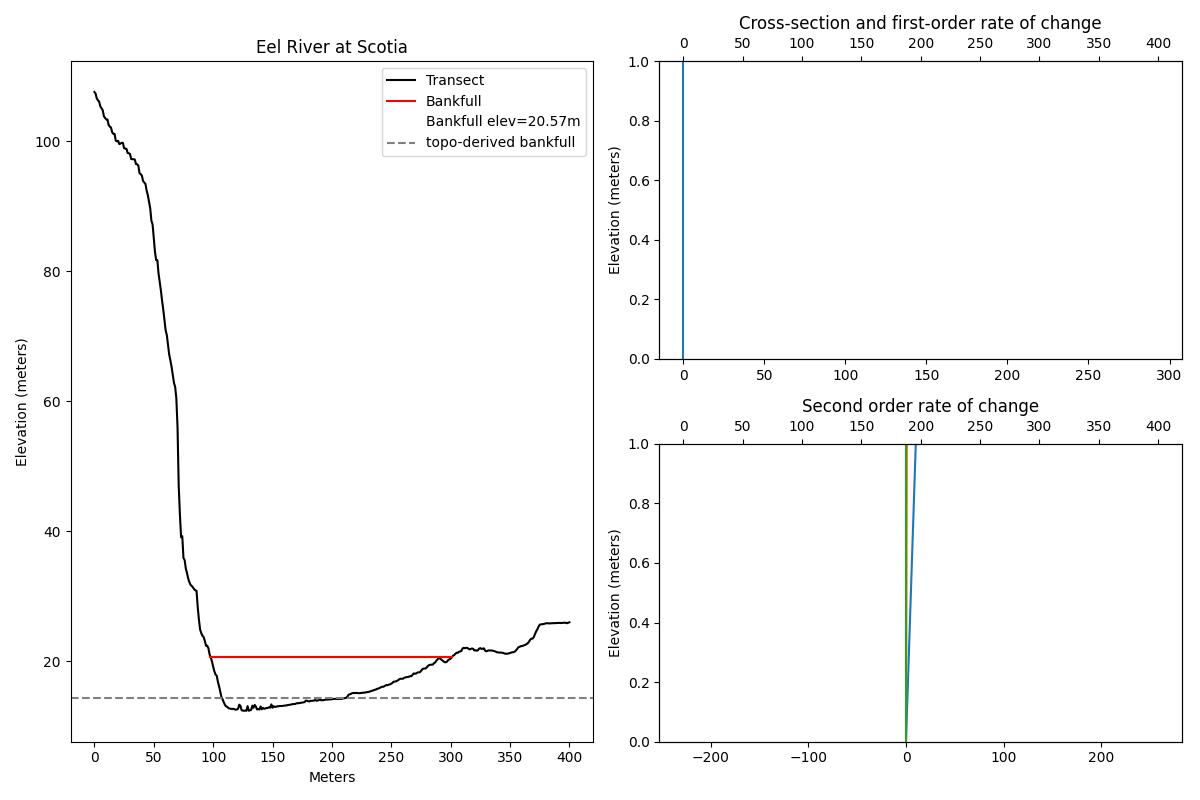 Eel River at Scotia
Transect
Bankfull
Bankfull elev=20.57m
topo-derived bankfull
Elevation (meters)
100
80
60
40
20
0 50 100 150 200 250 300 350 400
Meters
Cross-section and first-order rate of change
0 50 100 150 200 250 300 350 400
Elevation (meters)
1.0
0.8
0.6
0.4
0.2
0.0
0 50 100 150 200 250 300
Second order rate of change
0 50 100 150 200 250 300 350 400
Elevation (meters)
1.0
0.8
0.6
0.4
0.2
0.0
−200 −100 0 100 200